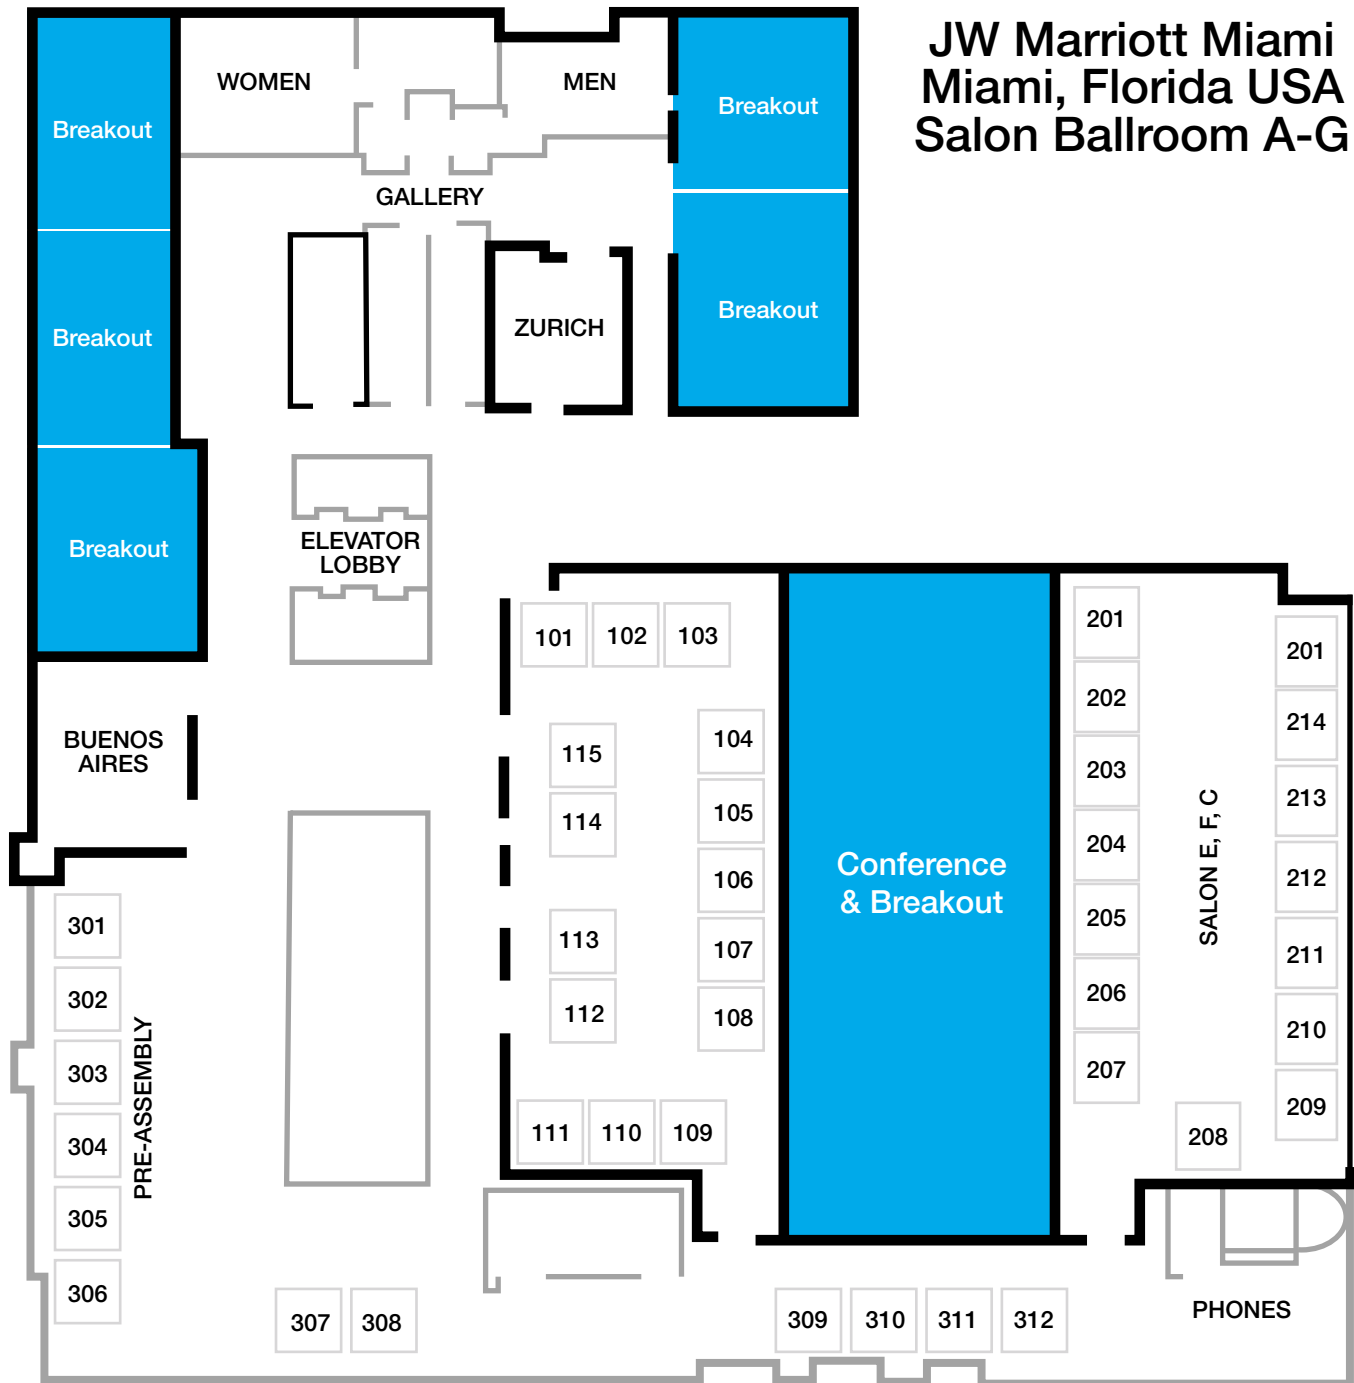 JW Marriott Miami
Miami, Florida USA
Salon Ballroom A-G
WOMEN
MEN
Breakout
Breakout
GALLERY
Breakout
ZURICH
Breakout
ELEVATOR
LOBBY
Breakout
BUENOS
AIRES
101
102
103
104
105
106
107
108
109
110
111
112
113
114
115
Conference
& Breakout
201
202
203
204
205
206
207
208
209
210
211
212
213
214
201
SALON E, F, C
301
302
303
304
305
306
PRE-ASSEMBLY
307
308
309
310
311
312
PHONES